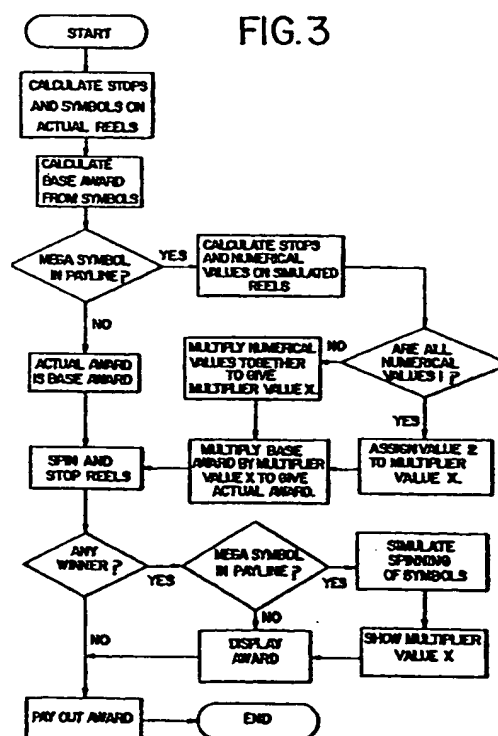 FIG. 3
START
CALCULATE STOPS
AND SYMBOLS ON
ACTUAL REELS
CALCULATE
BASE AWARD
FROM SYMBOLS
MEGA SYMBOL
IN PAYLINE?
YES
CALCULATE STOPS
AND NUMERICAL
VALUES ON SIMULATED
REELS
NO
ACTUAL AWARD
IS BASE AWARD
MULTIPLY NUMERICAL
VALUES TOGETHER
TO GIVE
MULTIPLIER VALUE X.
NO
ARE ALL
NUMERICAL
VALUES 1?
YES
SPIN AND
STOP REELS
MULTIPLY BASE
AWARD BY MULTIPLIER
VALUE X TO GIVE
ACTUAL AWARD.
ASSIGN VALUE 2
TO MULTIPLIER
VALUE X.
ANY
WINNER?
YES
MEGA SYMBOL
IN PAYLINE?
YES
SIMULATE
SPINNING
OF SYMBOLS
NO
NO
DISPLAY
AWARD
SHOW MULTIPLIER
VALUE X
PAY OUT AWARD
END